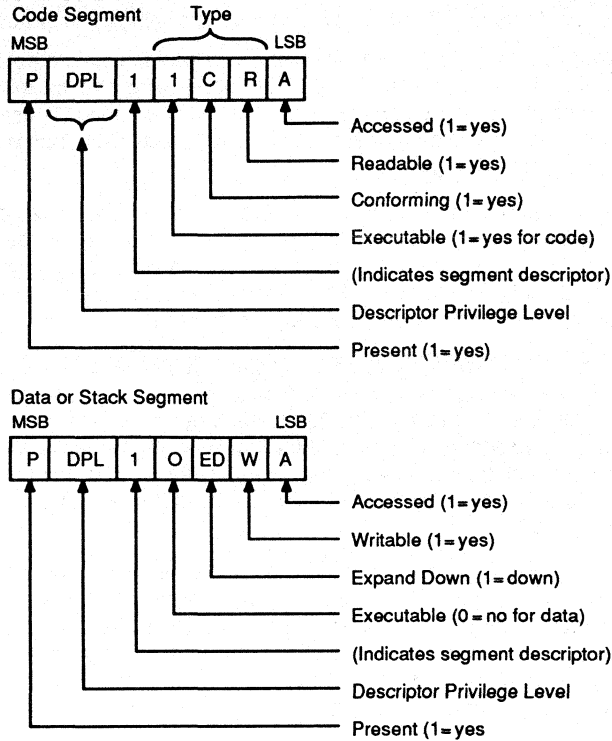 Code Segment Type
MSB LSB
P DPL 1 1 C R A
Accessed (1=yes)
Readable (1=yes)
Conforming (1=yes)
Executable (1=yes for code)
(Indicates segment descriptor)
Descriptor Privilege Level
Present (1=yes)
Data or Stack Segment
MSB LSB
P DPL 1 O ED W A
Accessed (1=yes)
Writable (1=yes)
Expand Down (1=down)
Executable (0=no for data)
(Indicates segment descriptor)
Descriptor Privilege Level
Present (1=yes